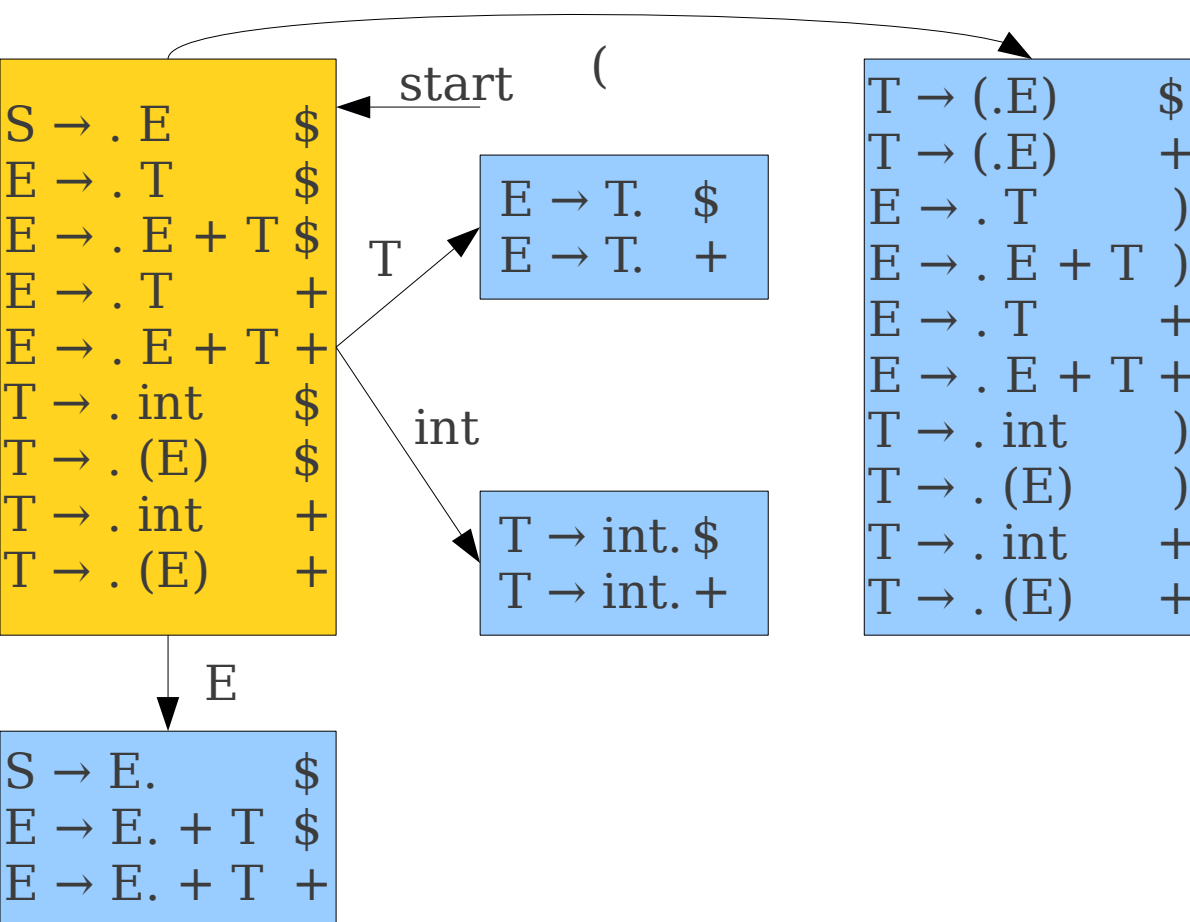 (
start
S → . E $
E → . T $
E → . E + T $
E → . T +
E → . E + T +
T → . int $
T → . (E) $
T → . int +
T → . (E) +
T
E → T. $
E → T. +
int
T → int. $
T → int. +
T → (.E) $
T → (.E) +
E → . T )
E → . E + T )
E → . T +
E → . E + T +
T → . int )
T → . (E) )
T → . int +
T → . (E) +
E
S → E. $
E → E. + T $
E → E. + T +